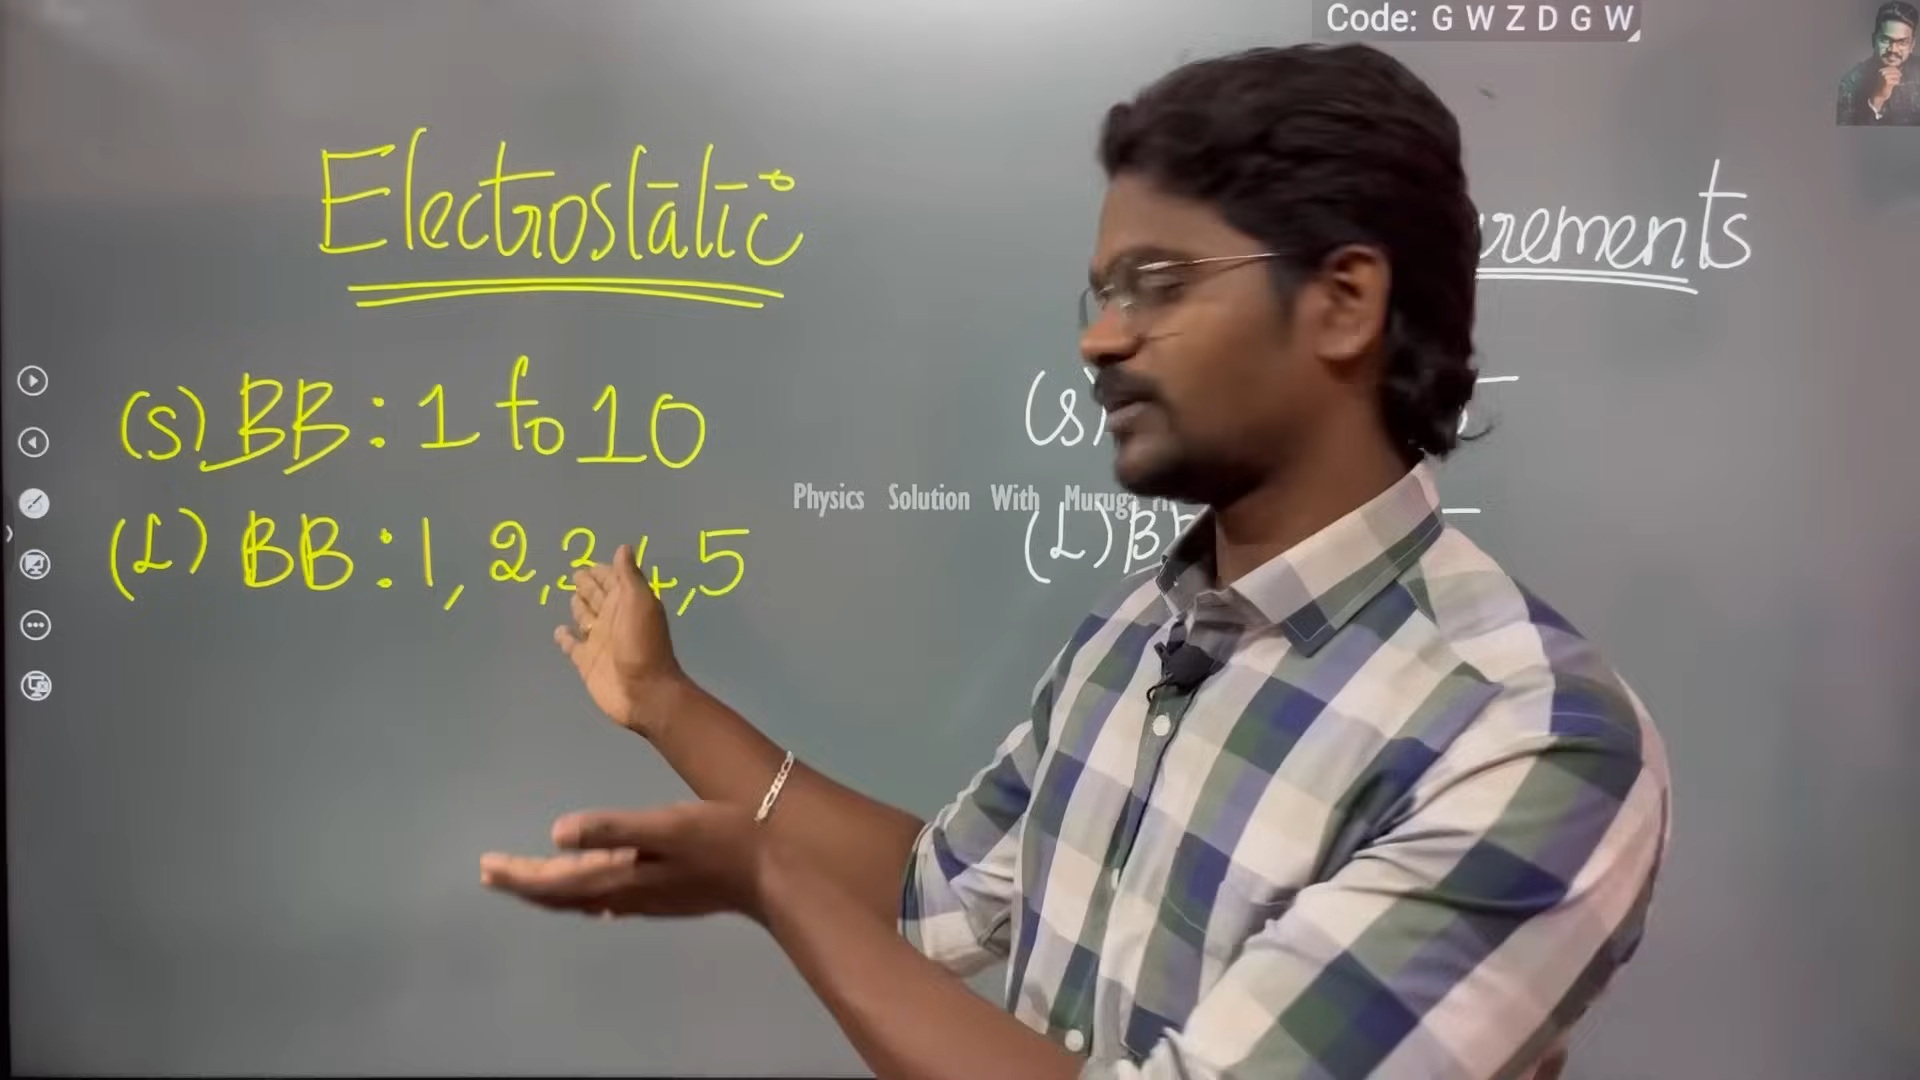 Code: G W Z D G W
Electrostatic
(S) BB : 1 to 10
(L) BB : 1, 2, 3, 4, 5
Physics Solution With
(S)
(L) B